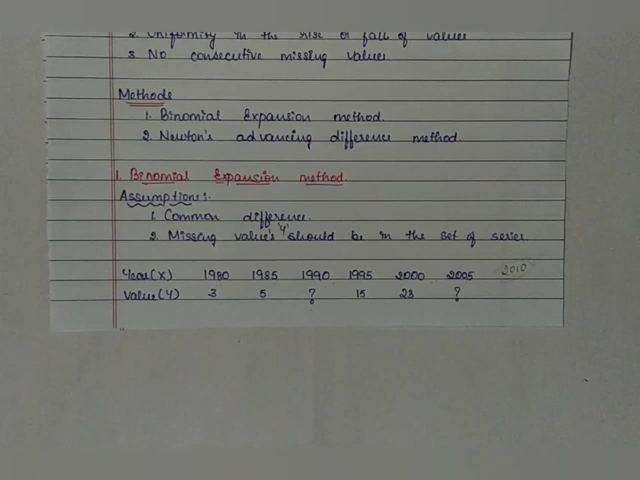 2. Uniformity in the rise or fall of values
3 No consecutive missing values.
Methods
1. Binomial Expansion method.
2. Newton's advancing difference method.
1. Binomial Expansion method.
Assumptions:.
1. Common difference.
2. Missing value's 'y' should be in the set of series.
Year(X) 1980 1985 1990 1995 2000 2005 2010
Value(Y) 3 5 ? 15 23 ?